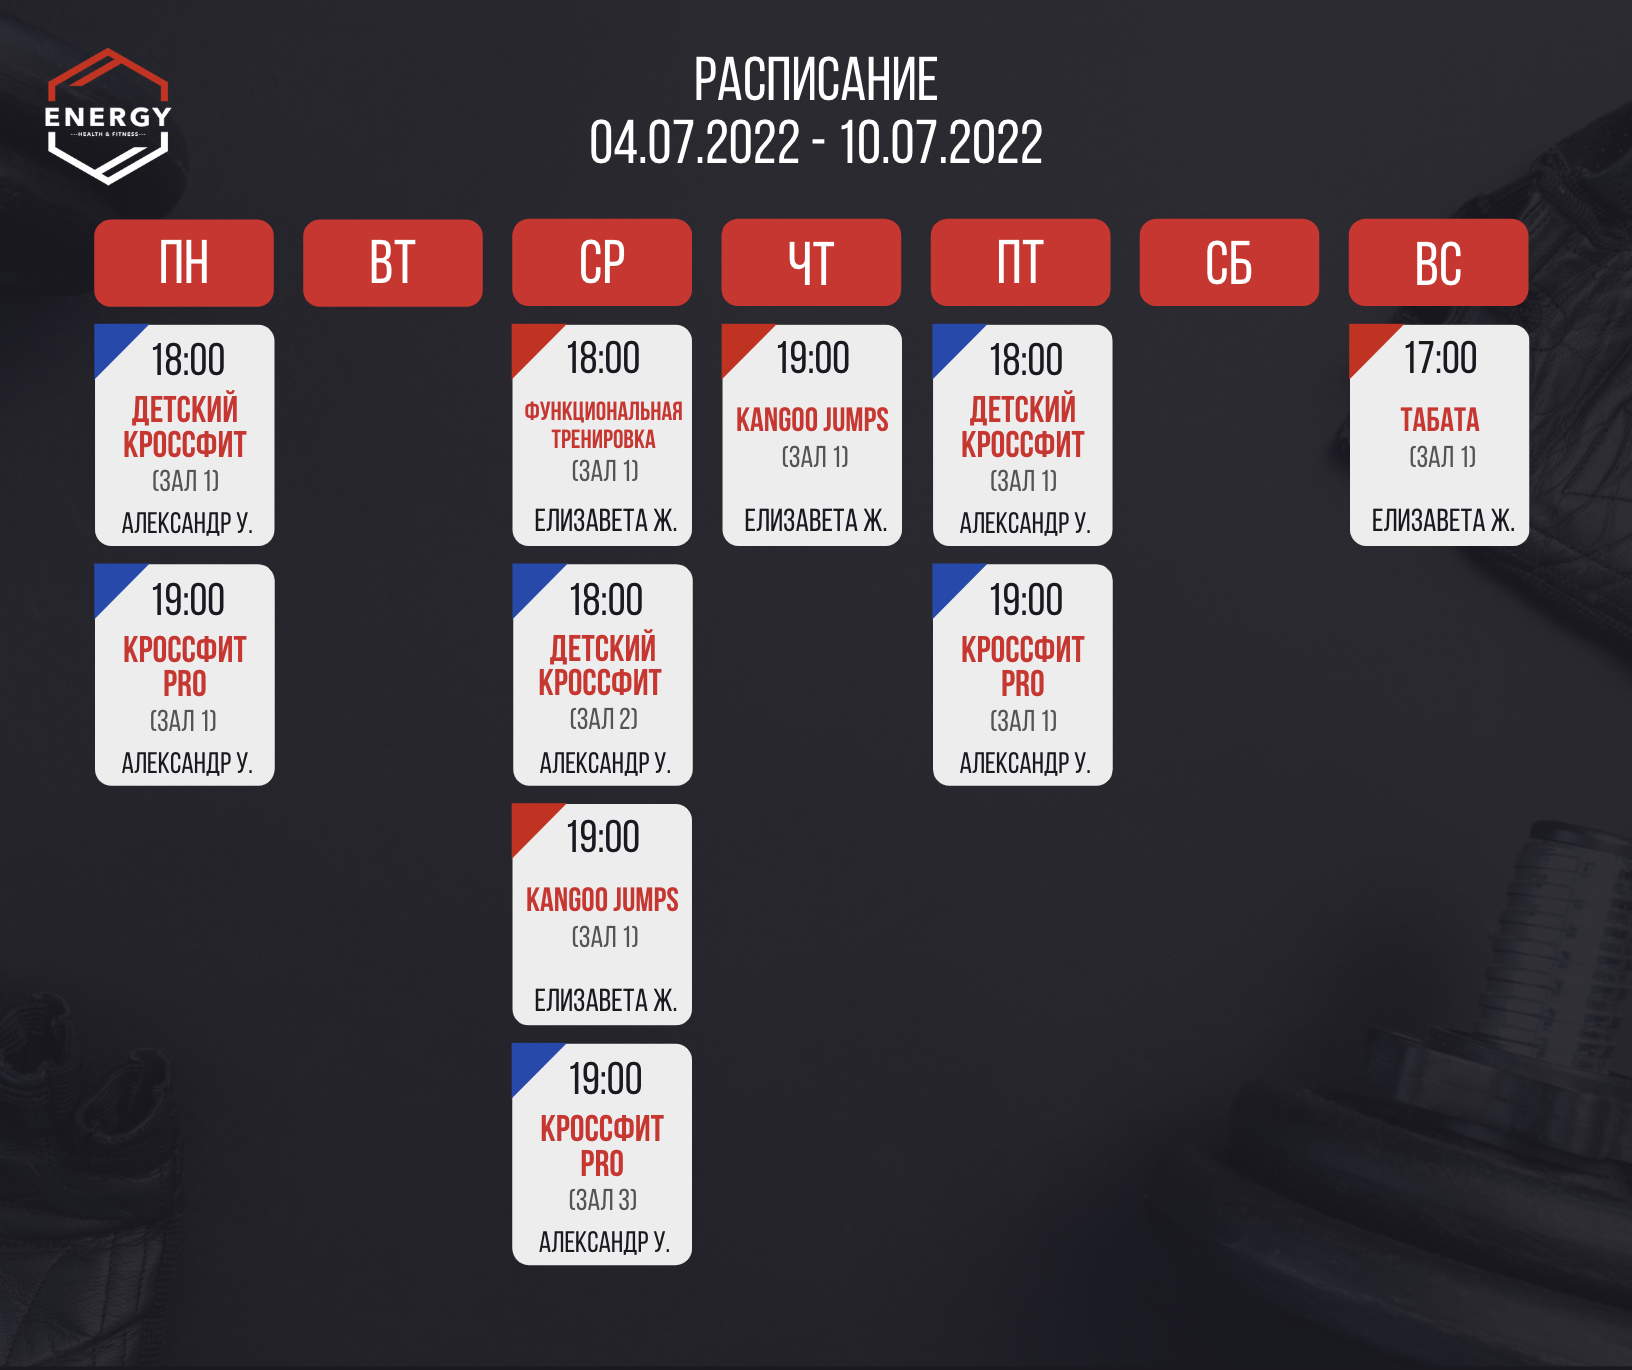 ENERGY
---HEALTH & FITNESS---
РАСПИСАНИЕ
04.07.2022 - 10.07.2022
ПН
ВТ
СР
ЧТ
ПТ
СБ
ВС
18:00
ДЕТСКИЙ
КРОССФИТ
(ЗАЛ 1)
АЛЕКСАНДР У.
19:00
КРОССФИТ
PRO
(ЗАЛ 1)
АЛЕКСАНДР У.
18:00
ФУНКЦИОНАЛЬНАЯ
ТРЕНИРОВКА
(ЗАЛ 1)
ЕЛИЗАВЕТА Ж.
18:00
ДЕТСКИЙ
КРОССФИТ
(ЗАЛ 2)
АЛЕКСАНДР У.
19:00
KANGOO JUMPS
(ЗАЛ 1)
ЕЛИЗАВЕТА Ж.
19:00
КРОССФИТ
PRO
(ЗАЛ 3)
АЛЕКСАНДР У.
19:00
KANGOO JUMPS
(ЗАЛ 1)
ЕЛИЗАВЕТА Ж.
18:00
ДЕТСКИЙ
КРОССФИТ
(ЗАЛ 1)
АЛЕКСАНДР У.
19:00
КРОССФИТ
PRO
(ЗАЛ 1)
АЛЕКСАНДР У.
17:00
ТАБАТА
(ЗАЛ 1)
ЕЛИЗАВЕТА Ж.